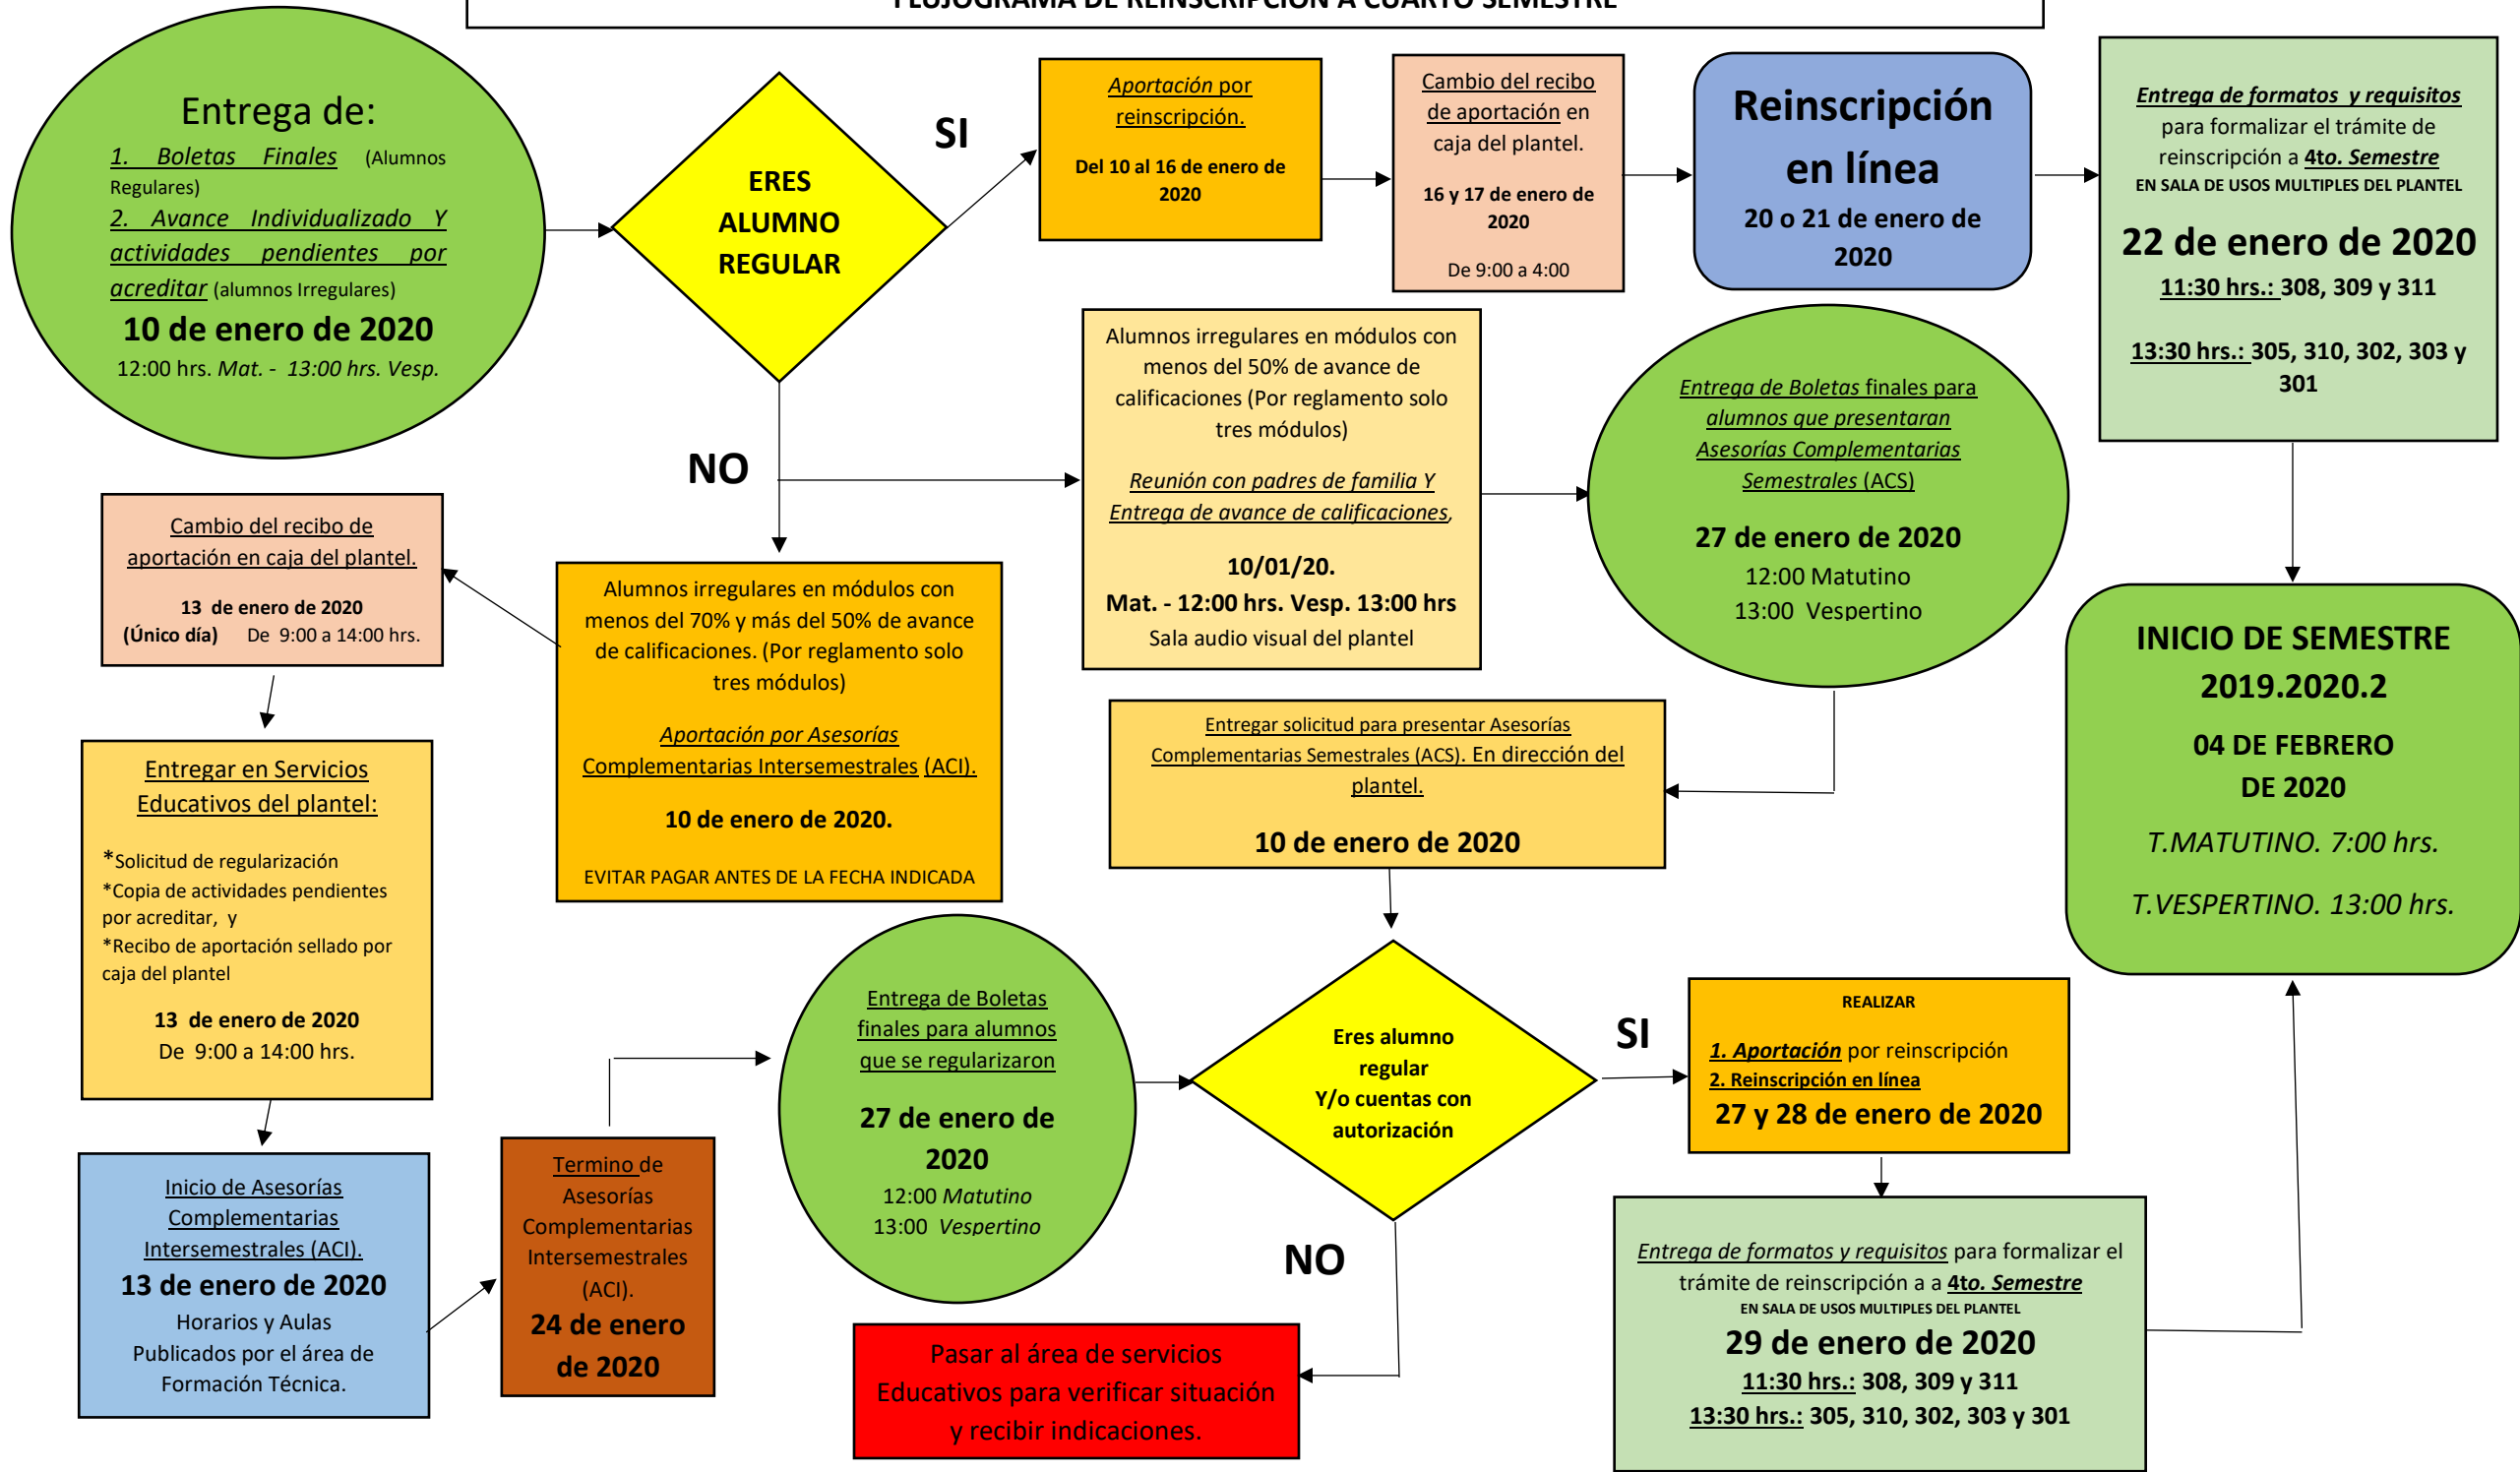 FLUJOGRAMA DE REINSCRIPCIÓN A CUARTO SEMESTRE
Entrega de:
1. Boletas Finales (Alumnos
Regulares)
2. Avance Individualizado Y
actividades pendientes por
acreditar (alumnos Irregulares)
10 de enero de 2020
12:00 hrs. Mat. - 13:00 hrs. Vesp.
ERES
ALUMNO
REGULAR
SI
Aportación por
reinscripción.
Del 10 al 16 de enero de
2020
Cambio del recibo
de aportación en
caja del plantel.
16 y 17 de enero de
2020
De 9:00 a 4:00
Reinscripción
en línea
20 o 21 de enero de
2020
Entrega de formatos y requisitos
para formalizar el trámite de
reinscripción a 4to. Semestre
EN SALA DE USOS MULTIPLES DEL PLANTEL
22 de enero de 2020
11:30 hrs.: 308, 309 y 311
13:30 hrs.: 305, 310, 302, 303 y
301
NO
Alumnos irregulares en módulos con
menos del 50% de avance de
calificaciones (Por reglamento solo
tres módulos)
Reunión con padres de familia Y
Entrega de avance de calificaciones,
10/01/20.
Mat. - 12:00 hrs. Vesp. 13:00 hrs
Sala audio visual del plantel
Entrega de Boletas finales para
alumnos que presentaran
Asesorías Complementarias
Semestrales (ACS)
27 de enero de 2020
12:00 Matutino
13:00 Vespertino
Cambio del recibo de
aportación en caja del plantel.
13 de enero de 2020
(Único día) De 9:00 a 14:00 hrs.
Alumnos irregulares en módulos con
menos del 70% y más del 50% de avance
de calificaciones. (Por reglamento solo
tres módulos)
Aportación por Asesorías
Complementarias Intersemestrales (ACI).
10 de enero de 2020.
EVITAR PAGAR ANTES DE LA FECHA INDICADA
INICIO DE SEMESTRE
2019.2020.2
04 DE FEBRERO
DE 2020
T.MATUTINO. 7:00 hrs.
T.VESPERTINO. 13:00 hrs.
Entregar solicitud para presentar Asesorías
Complementarias Semestrales (ACS). En dirección del
plantel.
10 de enero de 2020
Entregar en Servicios
Educativos del plantel:
*Solicitud de regularización
*Copia de actividades pendientes
por acreditar, y
*Recibo de aportación sellado por
caja del plantel
13 de enero de 2020
De 9:00 a 14:00 hrs.
Inicio de Asesorías
Complementarias
Intersemestrales (ACI).
13 de enero de 2020
Horarios y Aulas
Publicados por el área de
Formación Técnica.
Termino de
Asesorías
Complementarias
Intersemestrales
(ACI).
24 de enero
de 2020
Entrega de Boletas
finales para alumnos
que se regularizaron
27 de enero de
2020
12:00 Matutino
13:00 Vespertino
Eres alumno
regular
Y/o cuentas con
autorización
SI
REALIZAR
1. Aportación por reinscripción
2. Reinscripción en línea
27 y 28 de enero de 2020
NO
Pasar al área de servicios
Educativos para verificar situación
y recibir indicaciones.
Entrega de formatos y requisitos para formalizar el
trámite de reinscripción a a 4to. Semestre
EN SALA DE USOS MULTIPLES DEL PLANTEL
29 de enero de 2020
11:30 hrs.: 308, 309 y 311
13:30 hrs.: 305, 310, 302, 303 y 301